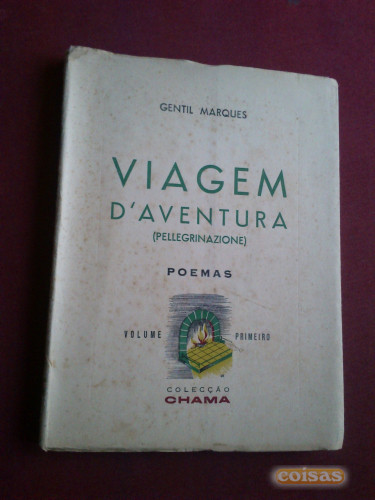 GENTIL MARQUES
VIAGEM
D'AVENTURA
(PELLEGRINAZIONE)
POEMAS
VOLUME PRIMEIRO
COLECÇÃO
CHAMA
coisas